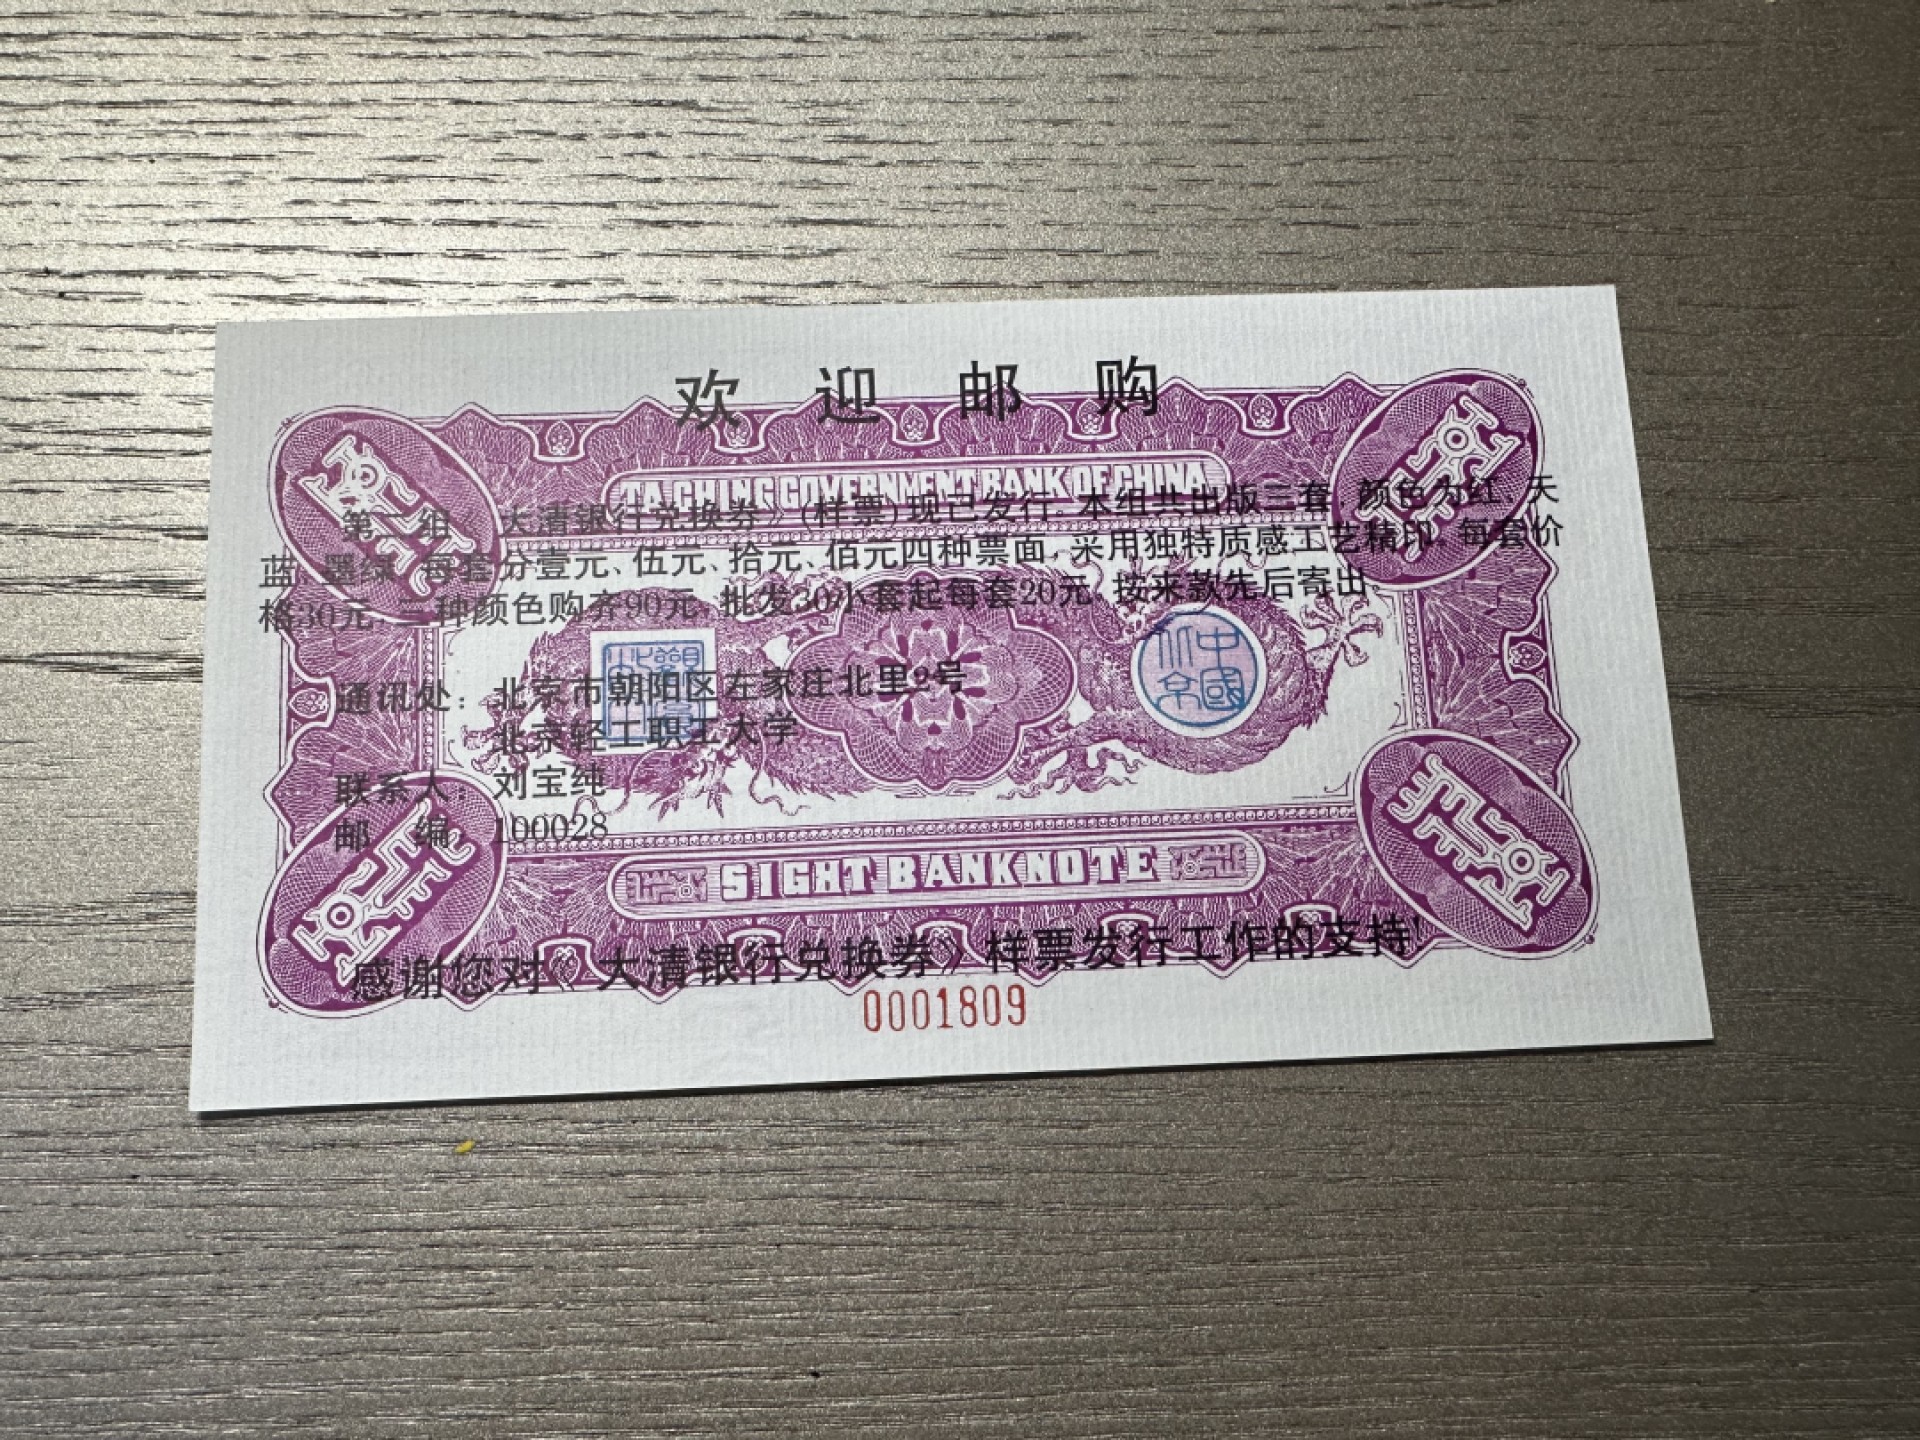 欢迎邮购
TA CHING GOVERNMENT BANK OF CHINA
第二组《大清银行兑换券》(样票)现已发行。本组共出版三套，颜色为红、天
蓝、墨绿，每套分壹元、伍元、拾元、佰元四种票面，采用独特质感工艺精印，每套价
格30元，三种颜色购齐90元，批发30小套起每套20元，按来款先后寄出。
通讯处：北京市朝阳区左家庄北里2号
北京轻工职工大学
联系人：刘宝纯
邮 编：100028
SIGHT BANKNOTE
感谢您对《大清银行兑换券》样票发行工作的支持!
0001809